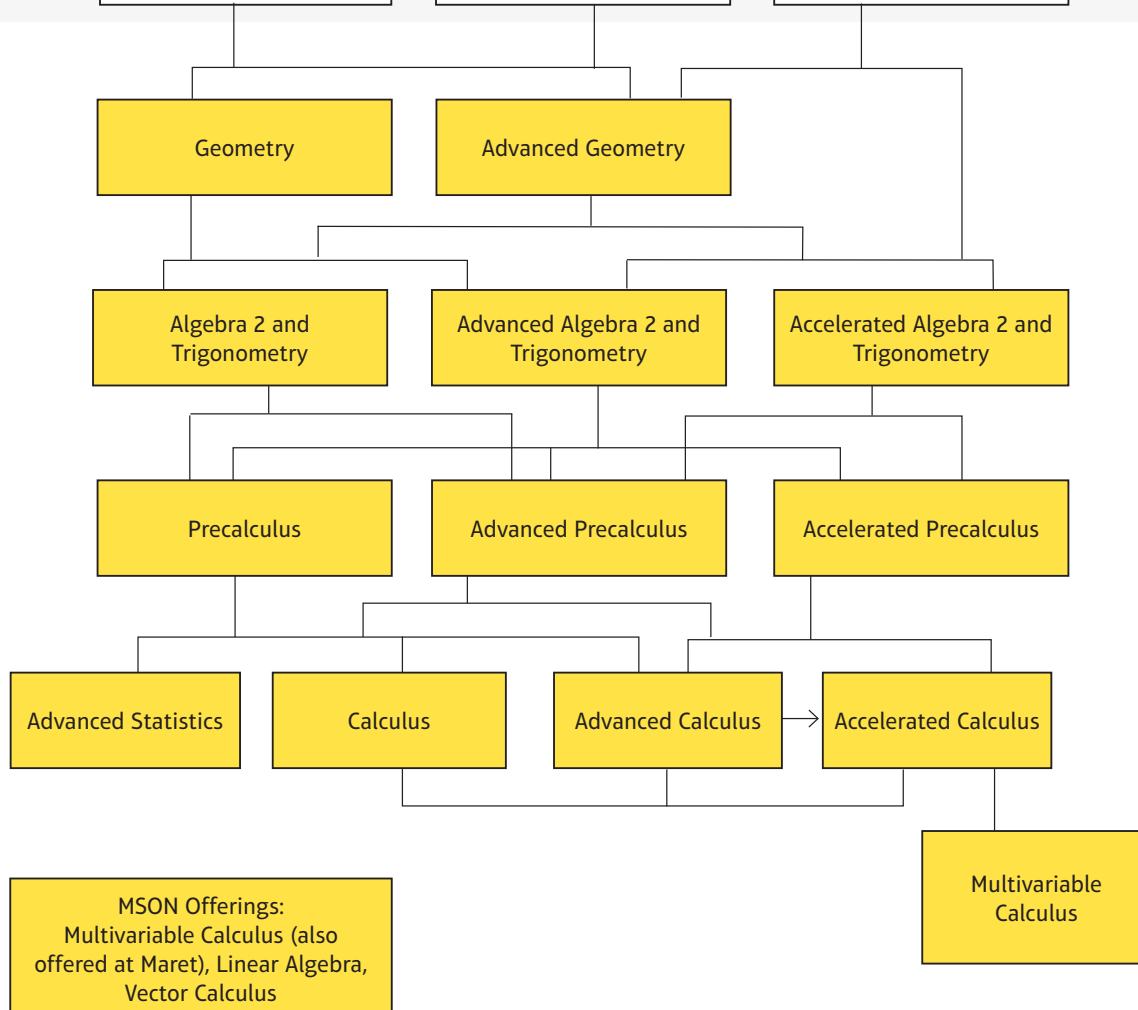 Geometry
Advanced Geometry
Algebra 2 and
Trigonometry
Advanced Algebra 2 and
Trigonometry
Accelerated Algebra 2 and
Trigonometry
Precalculus
Advanced Precalculus
Accelerated Precalculus
Advanced Statistics
Calculus
Advanced Calculus
Accelerated Calculus
Multivariable
Calculus
MSON Offerings:
Multivariable Calculus (also
offered at Maret), Linear Algebra,
Vector Calculus